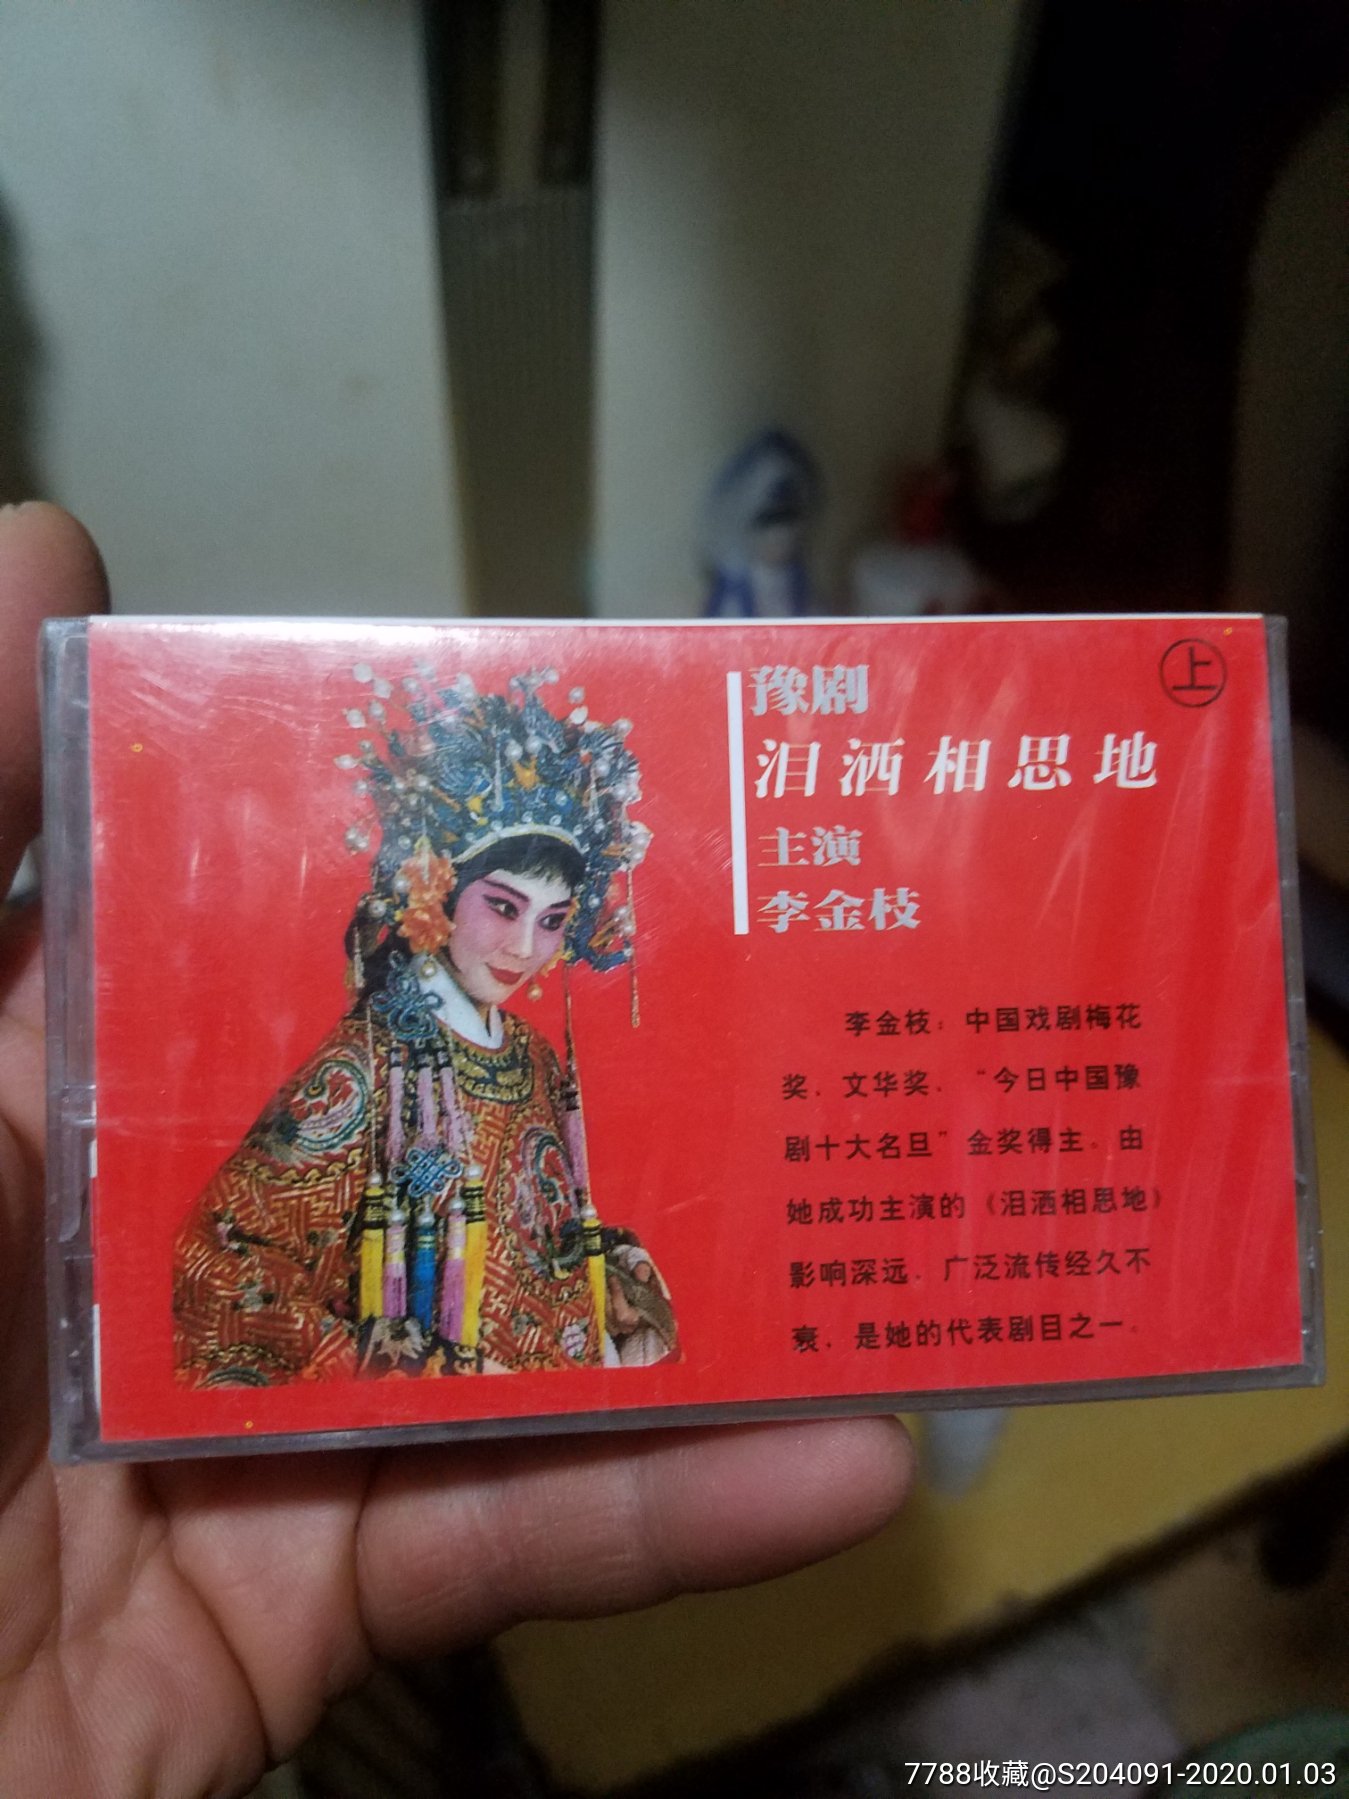 上
豫剧
泪洒相思地
主演
李金枝
李金枝：中国戏剧梅花
奖、文华奖、“今日中国豫
剧十大名旦”金奖得主。由
她成功主演的《泪洒相思地》
影响深远，广泛流传经久不
衰，是她的代表剧目之一。
7788收藏@S204091-2020.01.03